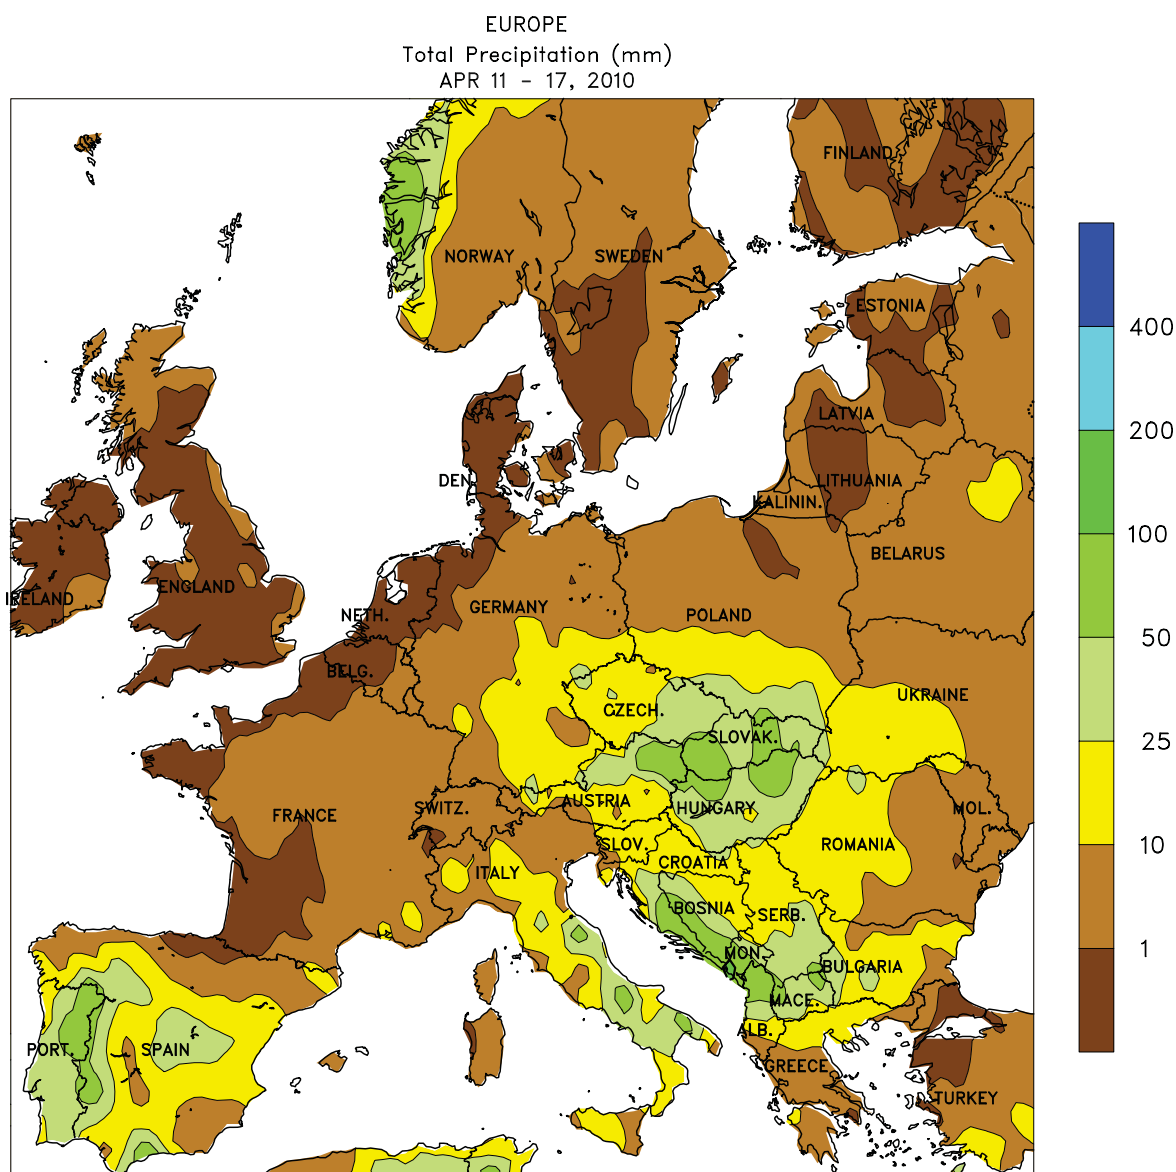 EUROPE
Total Precipitation (mm)
APR 11 - 17, 2010
FINLAND
NORWAY
SWEDEN
ESTONIA
400
LATVIA
200
DEN.
LITHUANIA
KALININ.
100
BELARUS
ENGLAND
IRELAND
NETH.
GERMANY
POLAND
50
BELG.
UKRAINE
CZECH.
SLOVAK.
25
AUSTRIA
HUNGARY
SWITZ.
MOL.
FRANCE
SLOV.
ROMANIA
10
CROATIA
ITALY
BOSNIA
SERB.
1
MON.
BULGARIA
MACE.
ALB.
PORT.
SPAIN
GREECE
TURKEY